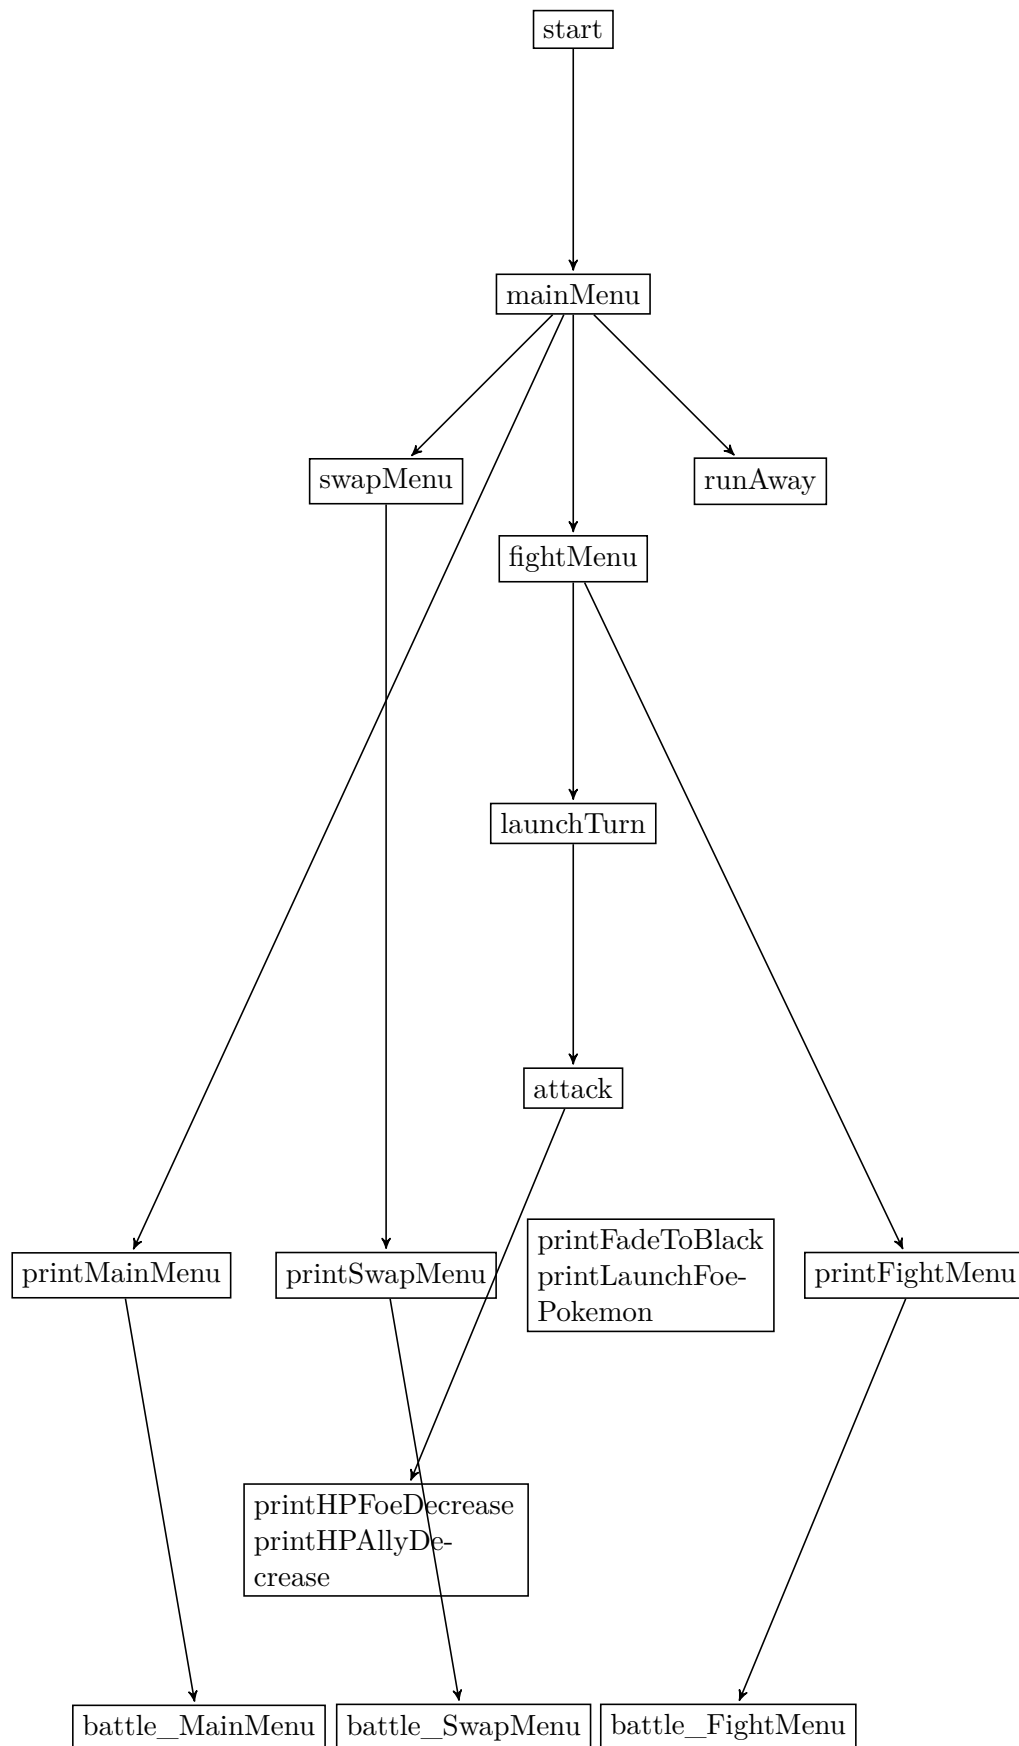 start
mainMenu
swapMenu
runAway
fightMenu
launchTurn
attack
printFadeToBlack
printLaunchFoe-
Pokemon
printMainMenu
printSwapMenu
printFightMenu
printHPFoeDecrease
printHPAllyDe-
crease
battle_MainMenu
battle_SwapMenu
battle_FightMenu